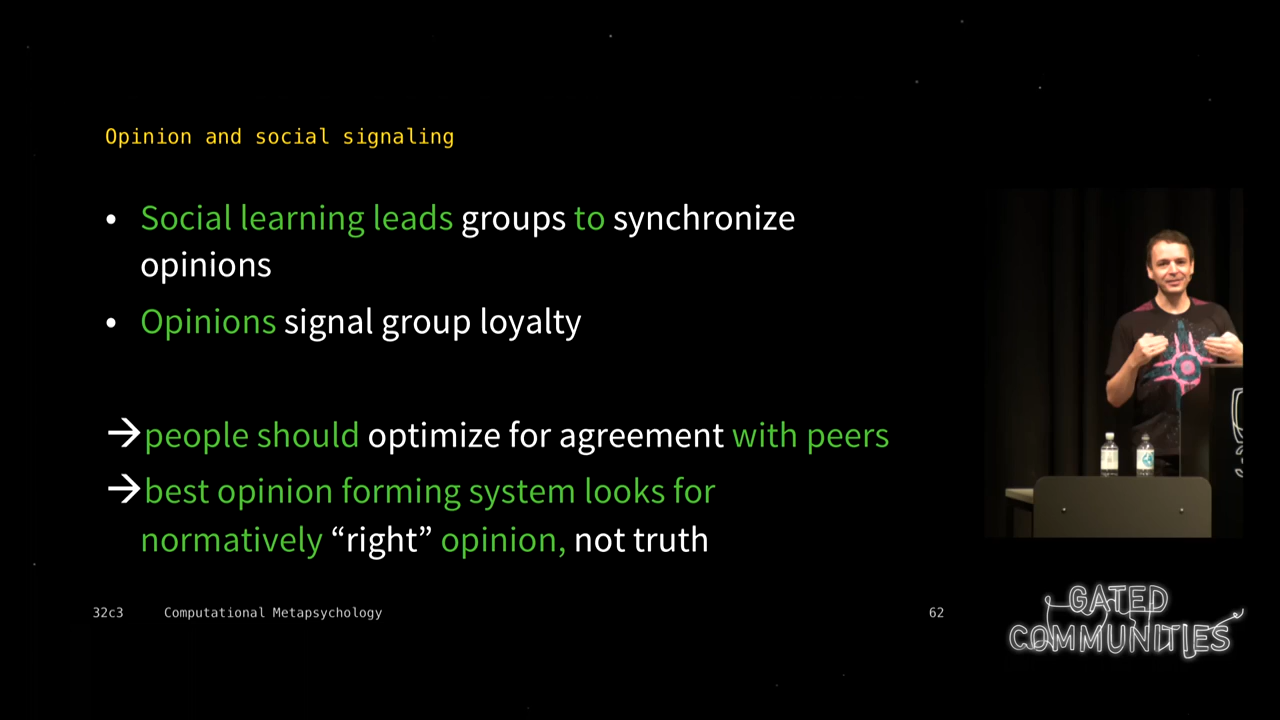 Opinion and social signaling
• Social learning leads groups to synchronize
opinions
• Opinions signal group loyalty
→people should optimize for agreement with peers
→best opinion forming system looks for
normatively “right” opinion, not truth
32c3 Computational Metapsychology 62
GATED
COMMUNITIES